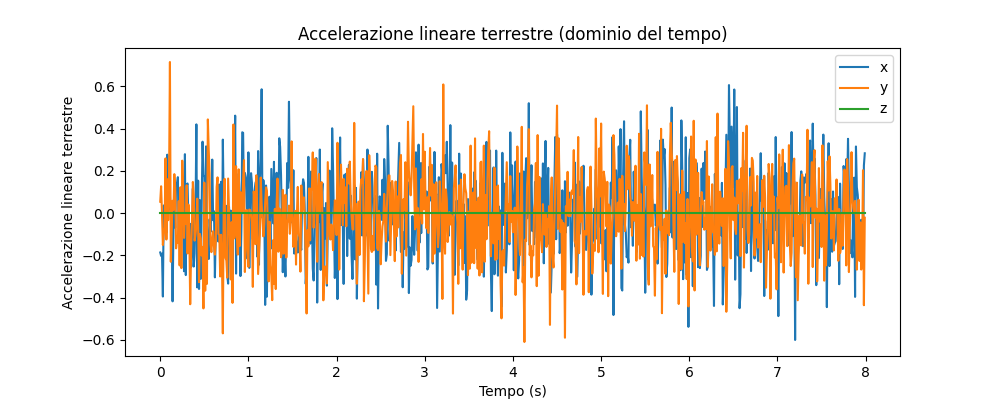 Accelerazione lineare terrestre (dominio del tempo)
Accelerazione lineare terrestre
0.6
0.4
0.2
0.0
−0.2
−0.4
−0.6
x
y
z
0 1 2 3 4 5 6 7 8
Tempo (s)